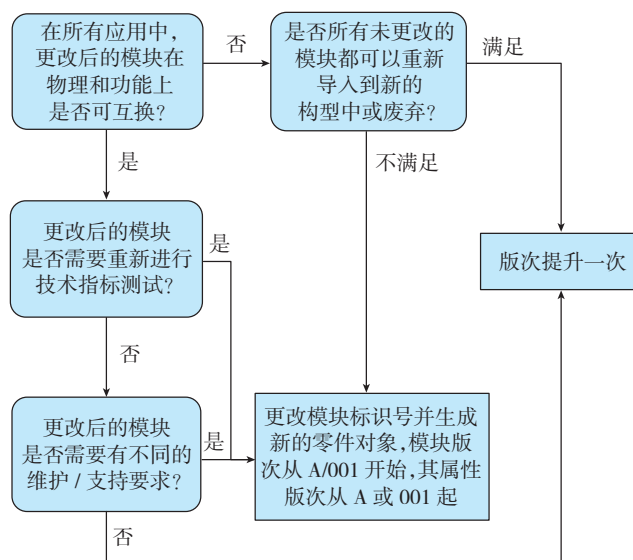 在所有应用中，
更改后的模块在
物理和功能上
是否可互换?
否
是否所有未更改的
模块都可以重新
导入到新的
构型中或废弃?
满足
是
不满足
更改后的模块
是否需要重新进行
技术指标测试?
是
版次提升一次
否
更改后的模块
是否需要有不同的
维护/支持要求?
是
更改模块标识号并生成
新的零件对象，模块版
次从 A/001 开始，其属性
版次从 A 或 001 起
否